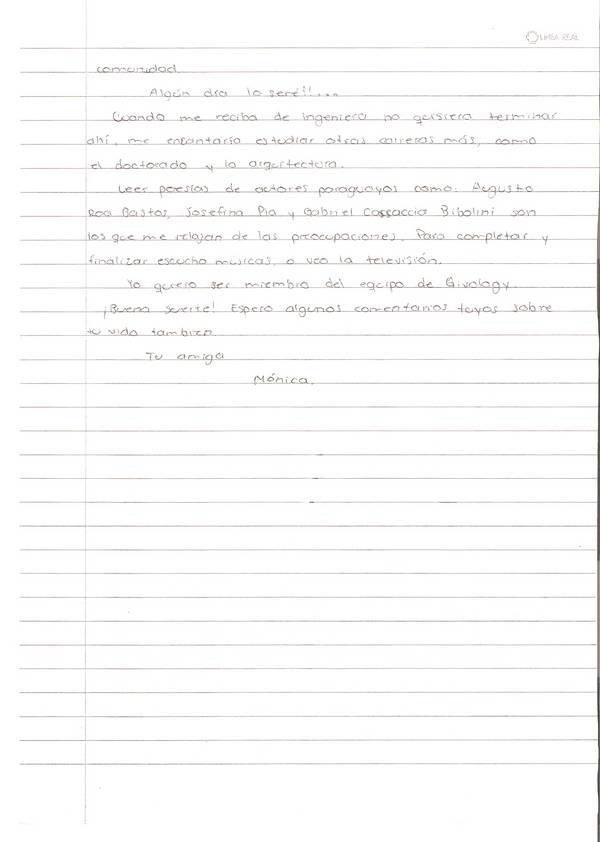 LINEA REAL
comunidad.
Algún día lo seré!!...
Cuando me reciba de ingeniera no quisiera terminar
ahí, me encantaría estudiar otras carreras más, como
el doctorado y la arquitectura.
Leer poesías de actores paraguayos como: Augusto
Roa Bastos, Josefina Pla y Gabriel Cassaccia Bibolini son
los que me relajan de las preocupaciones. Para completar y
finalizar escucho musicas, o veo la televisión.
Yo quiero ser miembro del equipo de Givology.
¡Buena suerte! Espero algunos comentarios tuyos sobre
tu vida tambien.
Tu amiga
Mónica.